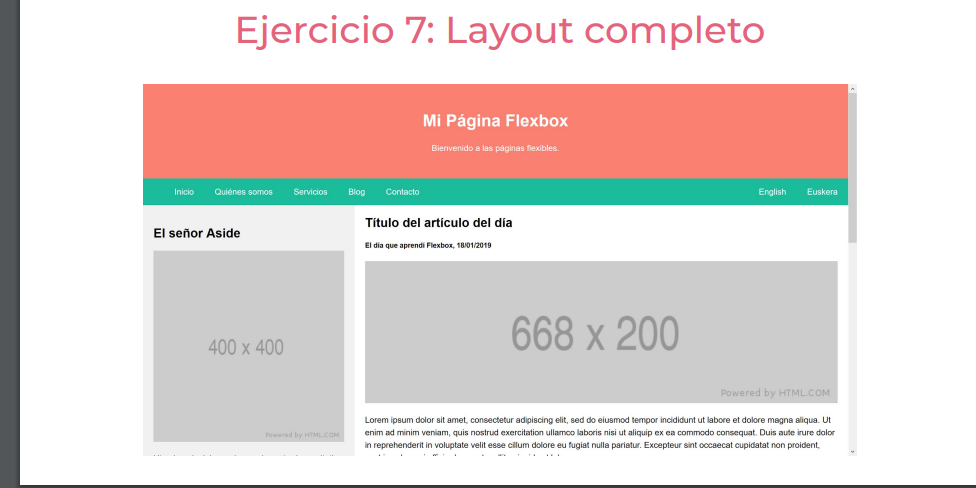 Ejercicio 7: Layout completo
Mi Página Flexbox
Bienvenido a las páginas flexibles.
Inicio Quiénes somos Servicios Blog Contacto English Euskera
El señor Aside
400 x 400
Powered by HTML.COM
Título del artículo del día
El día que aprendí Flexbox, 18/01/2019
668 x 200
Powered by HTML.COM
Lorem ipsum dolor sit amet, consectetur adipiscing elit, sed do eiusmod tempor incididunt ut labore et dolore magna aliqua. Ut
enim ad minim veniam, quis nostrud exercitation ullamco laboris nisi ut aliquip ex ea commodo consequat. Duis aute irure dolor
in reprehenderit in voluptate velit esse cillum dolore eu fugiat nulla pariatur. Excepteur sint occaecat cupidatat non proident,